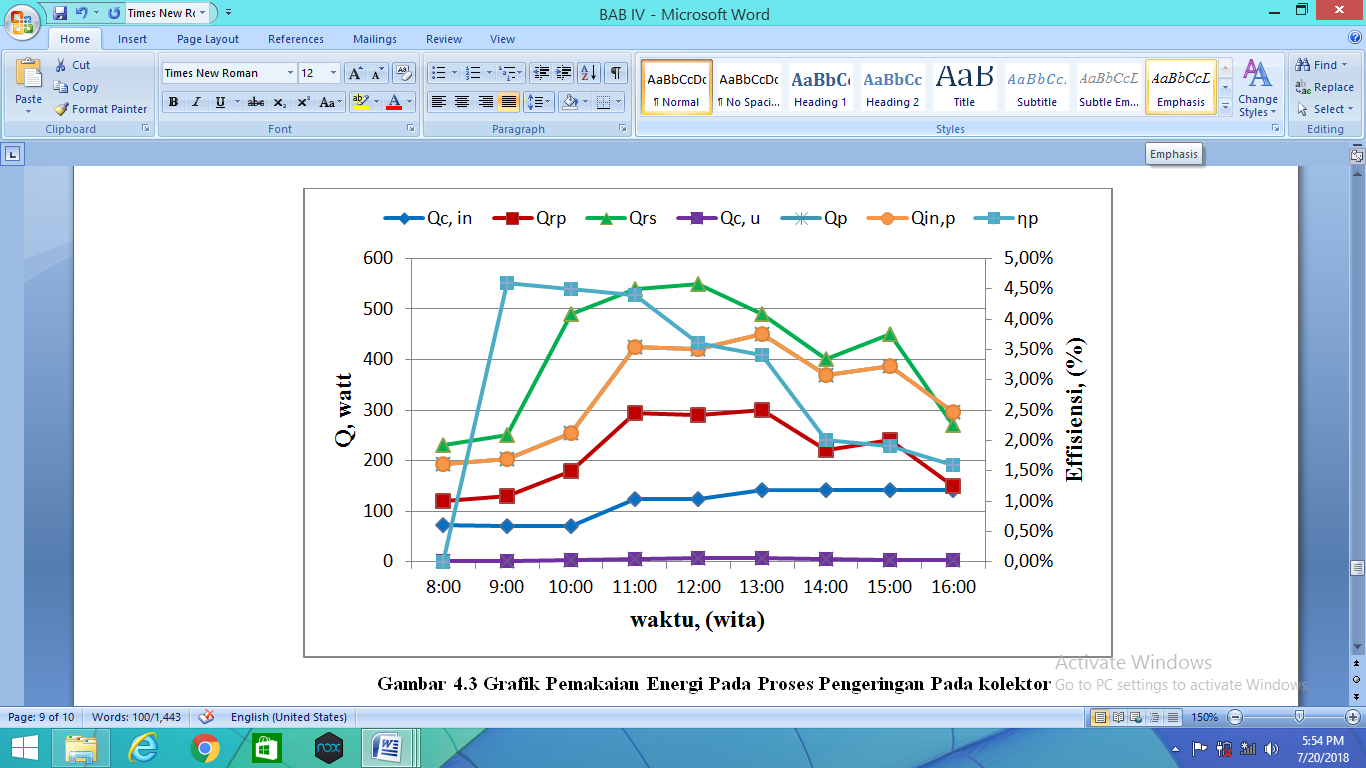 Times New Ro
BAB IV - Microsoft Word
Home Insert Page Layout References Mailings Review View
Paste
Cut
Copy
Format Painter
Clipboard
Times New Roman 12
B I U abc x₂ x² Aa
Font
Paragraph
AaBbCcDc AaBbCcDc AaBbC AaBbCc AaB AaBbCc. AaBbCcL AaBbCcL
¶ Normal ¶ No Spaci... Heading 1 Heading 2 Title Subtitle Subtle Em... Emphasis
Change
Styles
Styles
Find
Replace
Select
Editing
Emphasis
Qc, in Qrp Qrs Qc, u Qp Qin,p ηp
600 5,00%
4,50%
500
4,00%
400
3,50%
3,00%
300 2,50%
2,00%
200
1,50%
100
1,00%
0,50%
0 0,00%
Q, watt
Effisiensi, (%)
8:00 9:00 10:00 11:00 12:00 13:00 14:00 15:00 16:00
waktu, (wita)
Gambar 4.3 Grafik Pemakaian Energi Pada Proses Pengeringan Pada kolektor
Activate Windows
Go to PC settings to activate Windows.
Page: 9 of 10 Words: 100/1,443 English (United States) 150%
nox
5:54 PM
7/20/2018